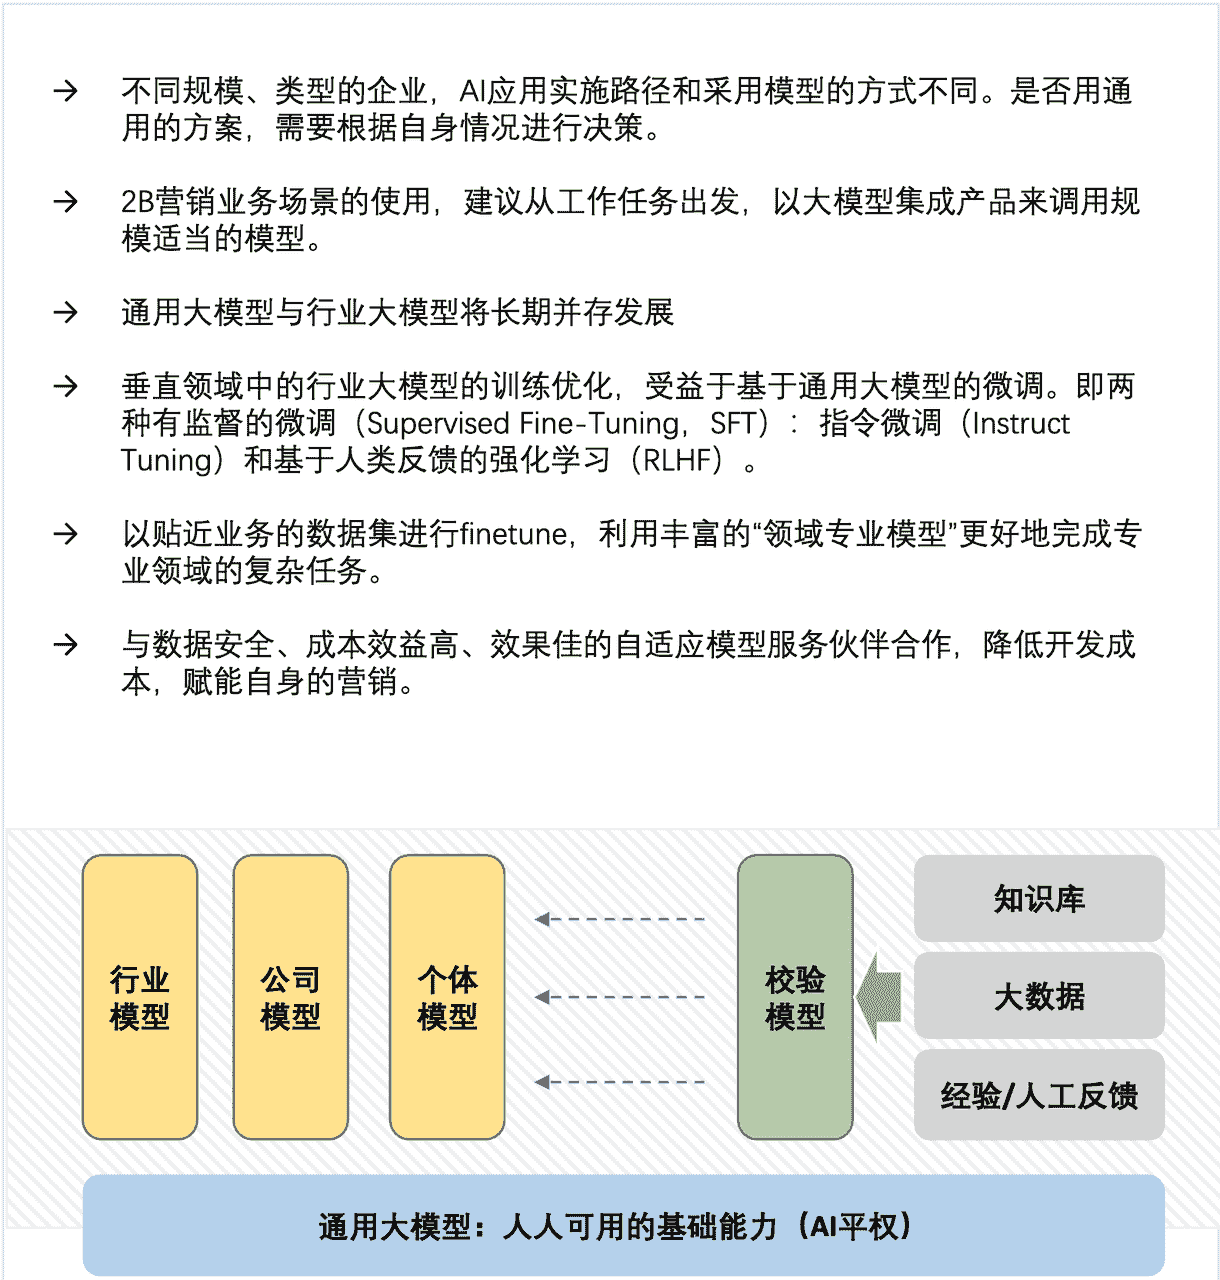 → 不同规模、类型的企业，AI应用实施路径和采用模型的方式不同。是否用通
用的方案，需要根据自身情况进行决策。
→ 2B营销业务场景的使用，建议从工作任务出发，以大模型集成产品来调用规
模适当的模型。
→ 通用大模型与行业大模型将长期并存发展
→ 垂直领域中的行业大模型的训练优化，受益于基于通用大模型的微调。即两
种有监督的微调（Supervised Fine-Tuning，SFT）：指令微调（Instruct
Tuning）和基于人类反馈的强化学习（RLHF）。
→ 以贴近业务的数据集进行finetune，利用丰富的“领域专业模型”更好地完成专
业领域的复杂任务。
→ 与数据安全、成本效益高、效果佳的自适应模型服务伙伴合作，降低开发成
本，赋能自身的营销。
行业
模型
公司
模型
个体
模型
校验
模型
知识库
大数据
经验/人工反馈
通用大模型：人人可用的基础能力（AI平权）